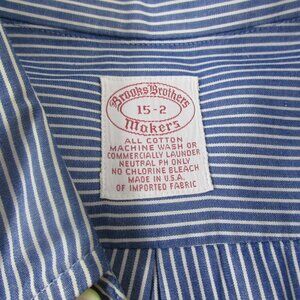 Brooks Brothers
15-2
Makers
ALL COTTON
MACHINE WASH OR
COMMERCIALLY LAUNDER
NEUTRAL PH ONLY
NO CHLORINE BLEACH
MADE IN U.S.A.
OF IMPORTED FABRIC